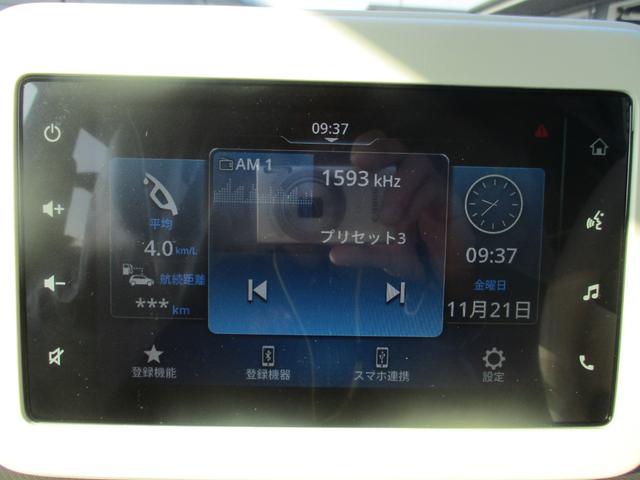 09:37
AM 1
1593 kHz
プリセット3
平均
4.0 km/L
航続距離
*** km
09:37
金曜日
11月21日
登録機能
登録機器
スマホ連携
設定